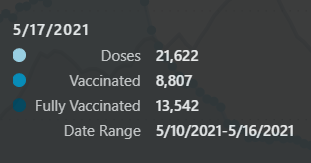 5/17/2021
Doses 21,622
Vaccinated 8,807
Fully Vaccinated 13,542
Date Range 5/10/2021-5/16/2021